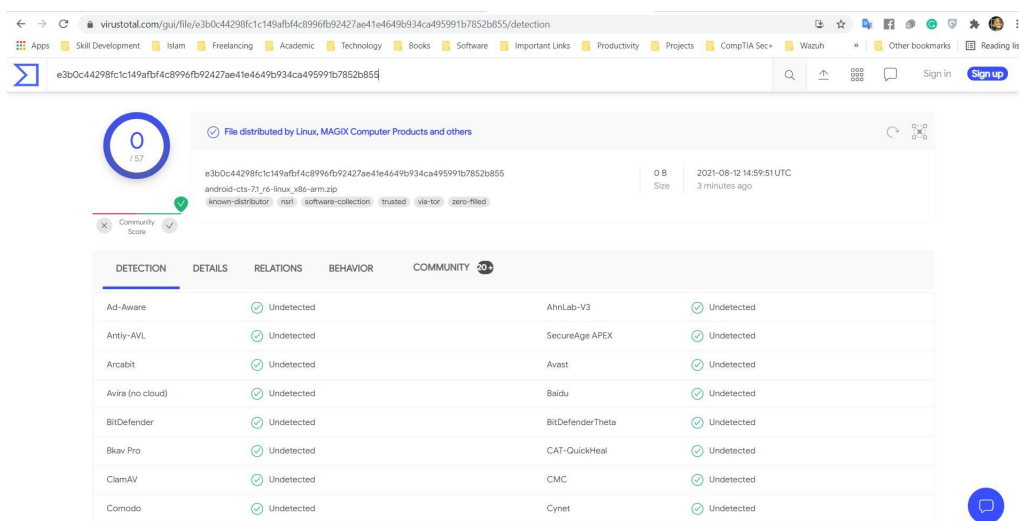 virustotal.com/gui/file/e3b0c44298fc1c149afbf4c8996fb92427ae41e4649b934ca495991b7852b855/detection
Apps Skill Development Islam Freelancing Academic Technology Books Software Important Links Productivity Projects CompTIA Sec+ Wazuh » Other bookmarks Reading lis
e3b0c44298fc1c149afbf4c8996fb92427ae41e4649b934ca495991b7852b855 Sign in Sign up
0
/ 57
File distributed by Linux, MAGIX Computer Products and others
e3b0c44298fc1c149afbf4c8996fb92427ae41e4649b934ca495991b7852b855
android-cts-7.1_r6-linux_x86-arm.zip
known-distributor nsrl software-collection trusted via-tor zero-filled
0 B
Size
2021-08-12 14:59:51 UTC
3 minutes ago
Community
Score
DETECTION DETAILS RELATIONS BEHAVIOR COMMUNITY 20+
Ad-Aware Undetected AhnLab-V3 Undetected
Antiy-AVL Undetected SecureAge APEX Undetected
Arcabit Undetected Avast Undetected
Avira (no cloud) Undetected Baidu Undetected
BitDefender Undetected BitDefenderTheta Undetected
Bkav Pro Undetected CAT-QuickHeal Undetected
ClamAV Undetected CMC Undetected
Comodo Undetected Cynet Undetected